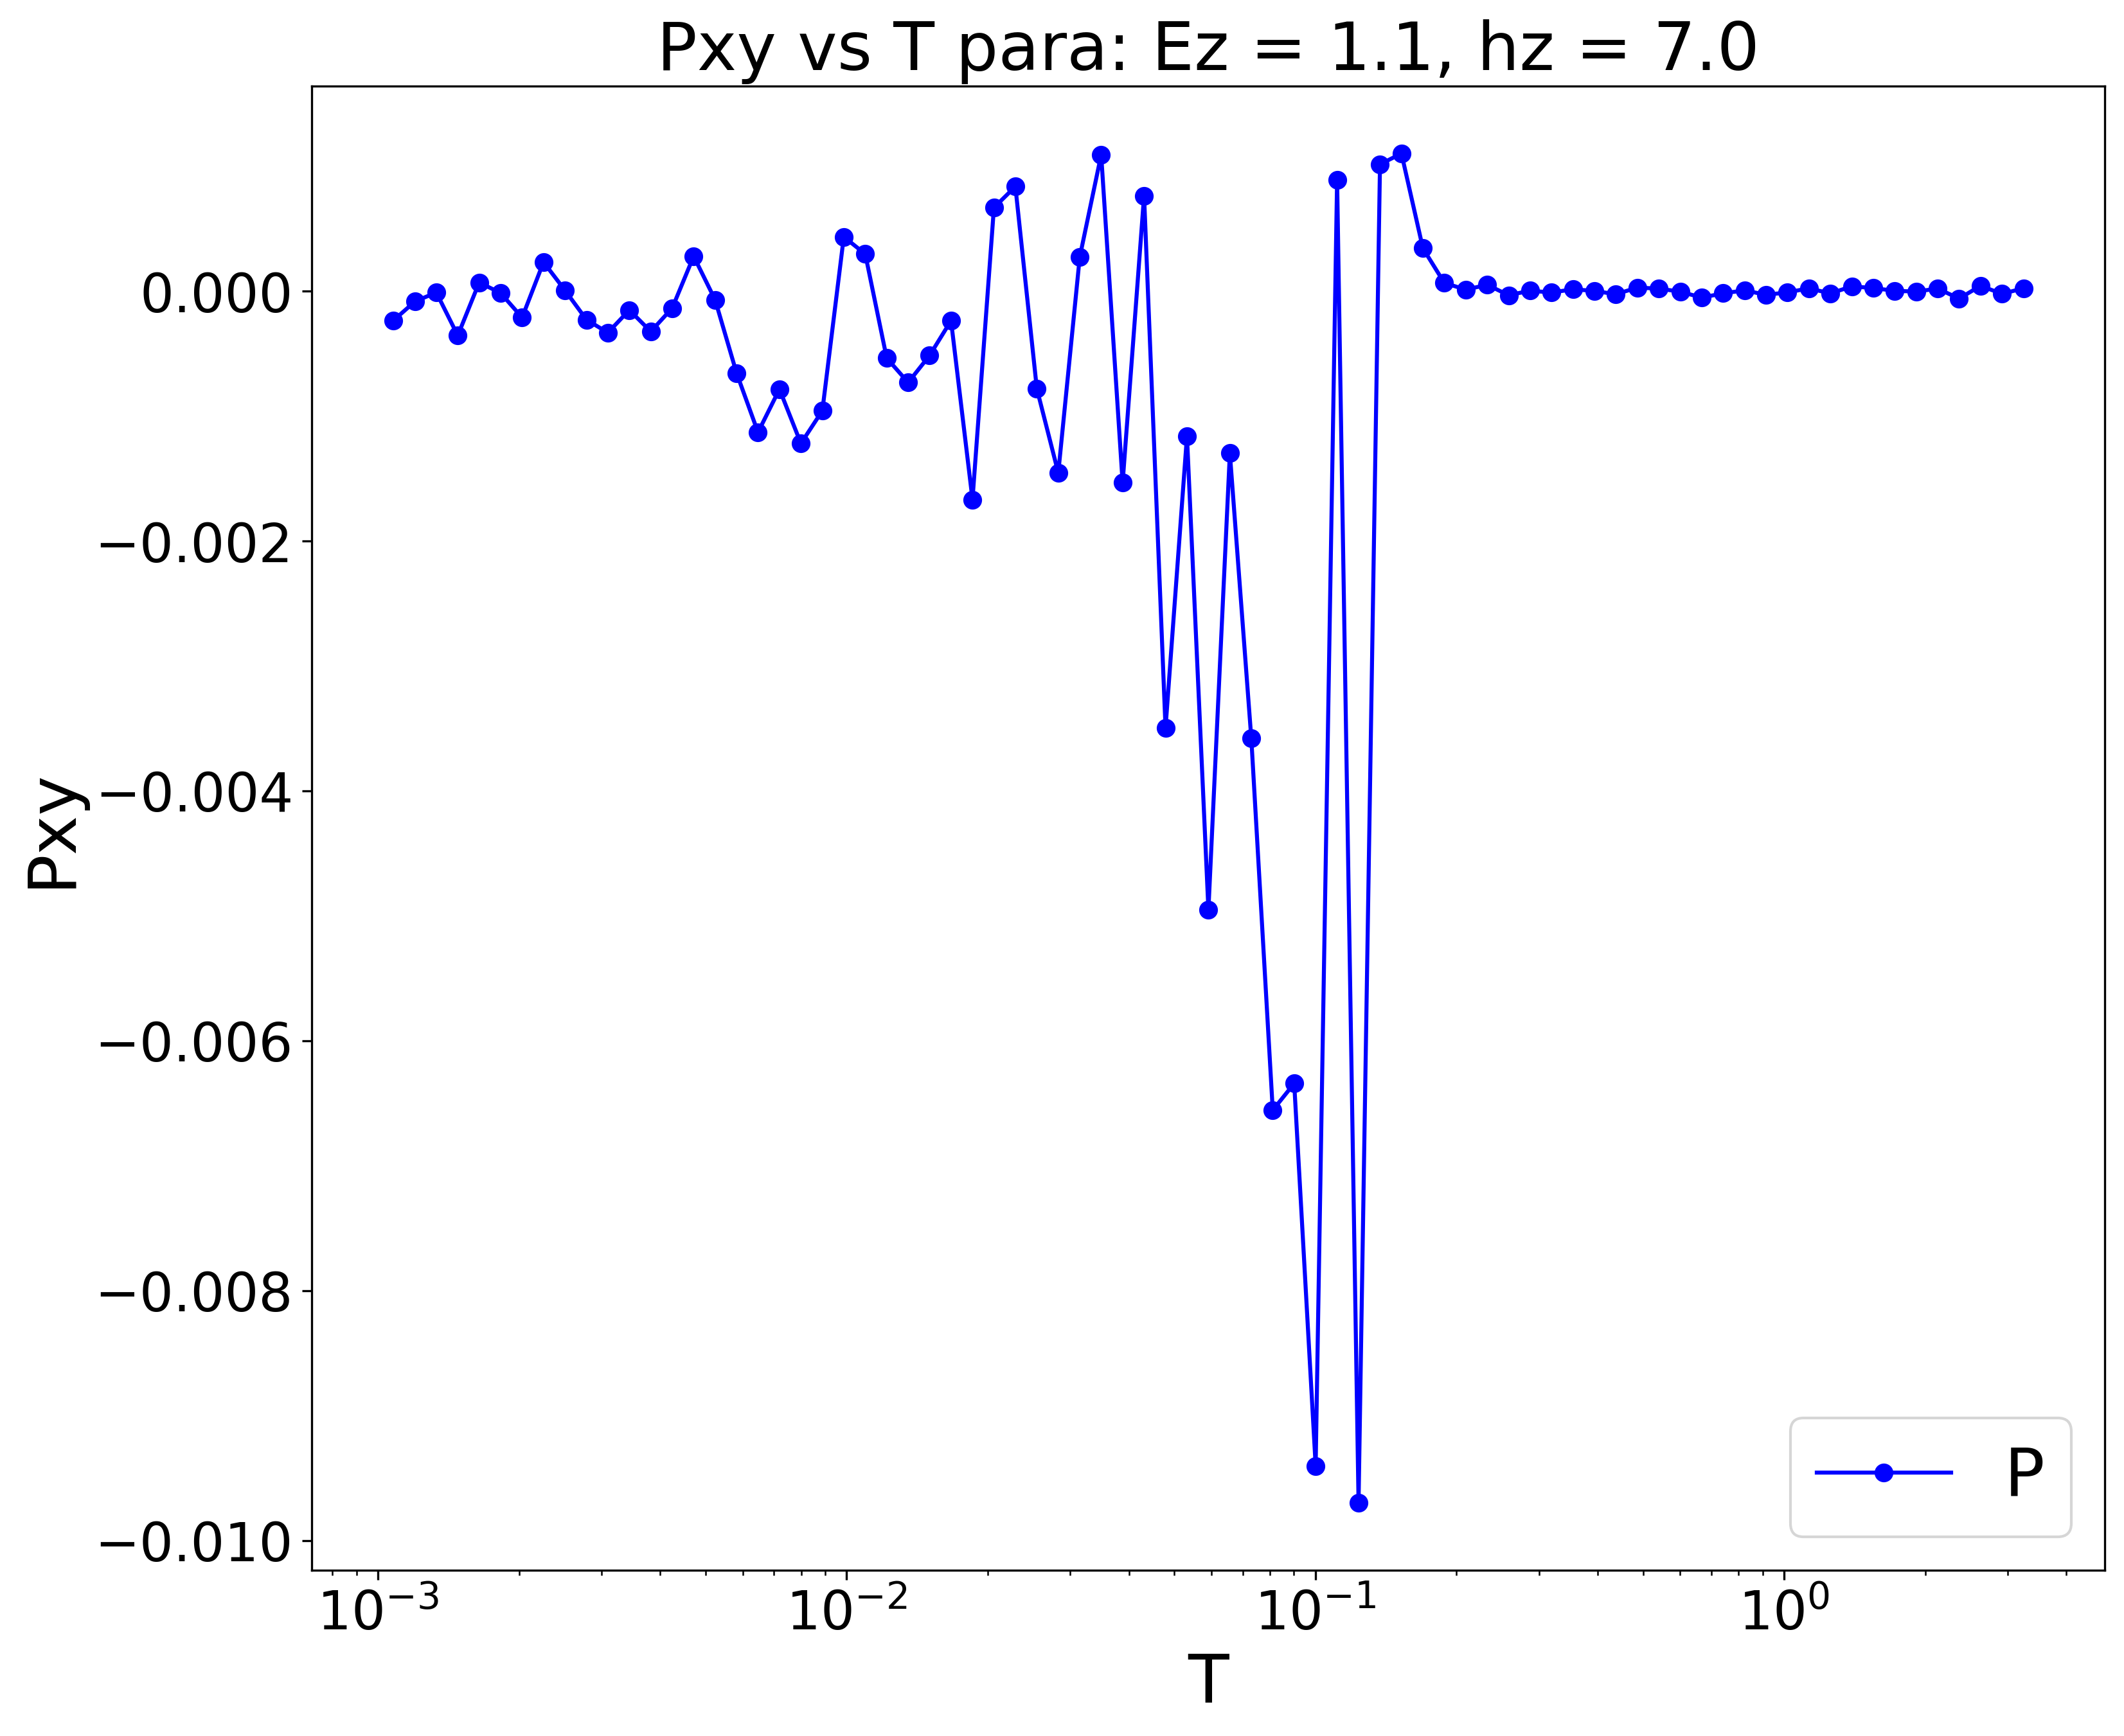 Pxy vs T para: Ez = 1.1, hz = 7.0
0.000
−0.002
−0.004
−0.006
−0.008
−0.010
Pxy
P
10⁻³ 10⁻² 10⁻¹ 10⁰
T